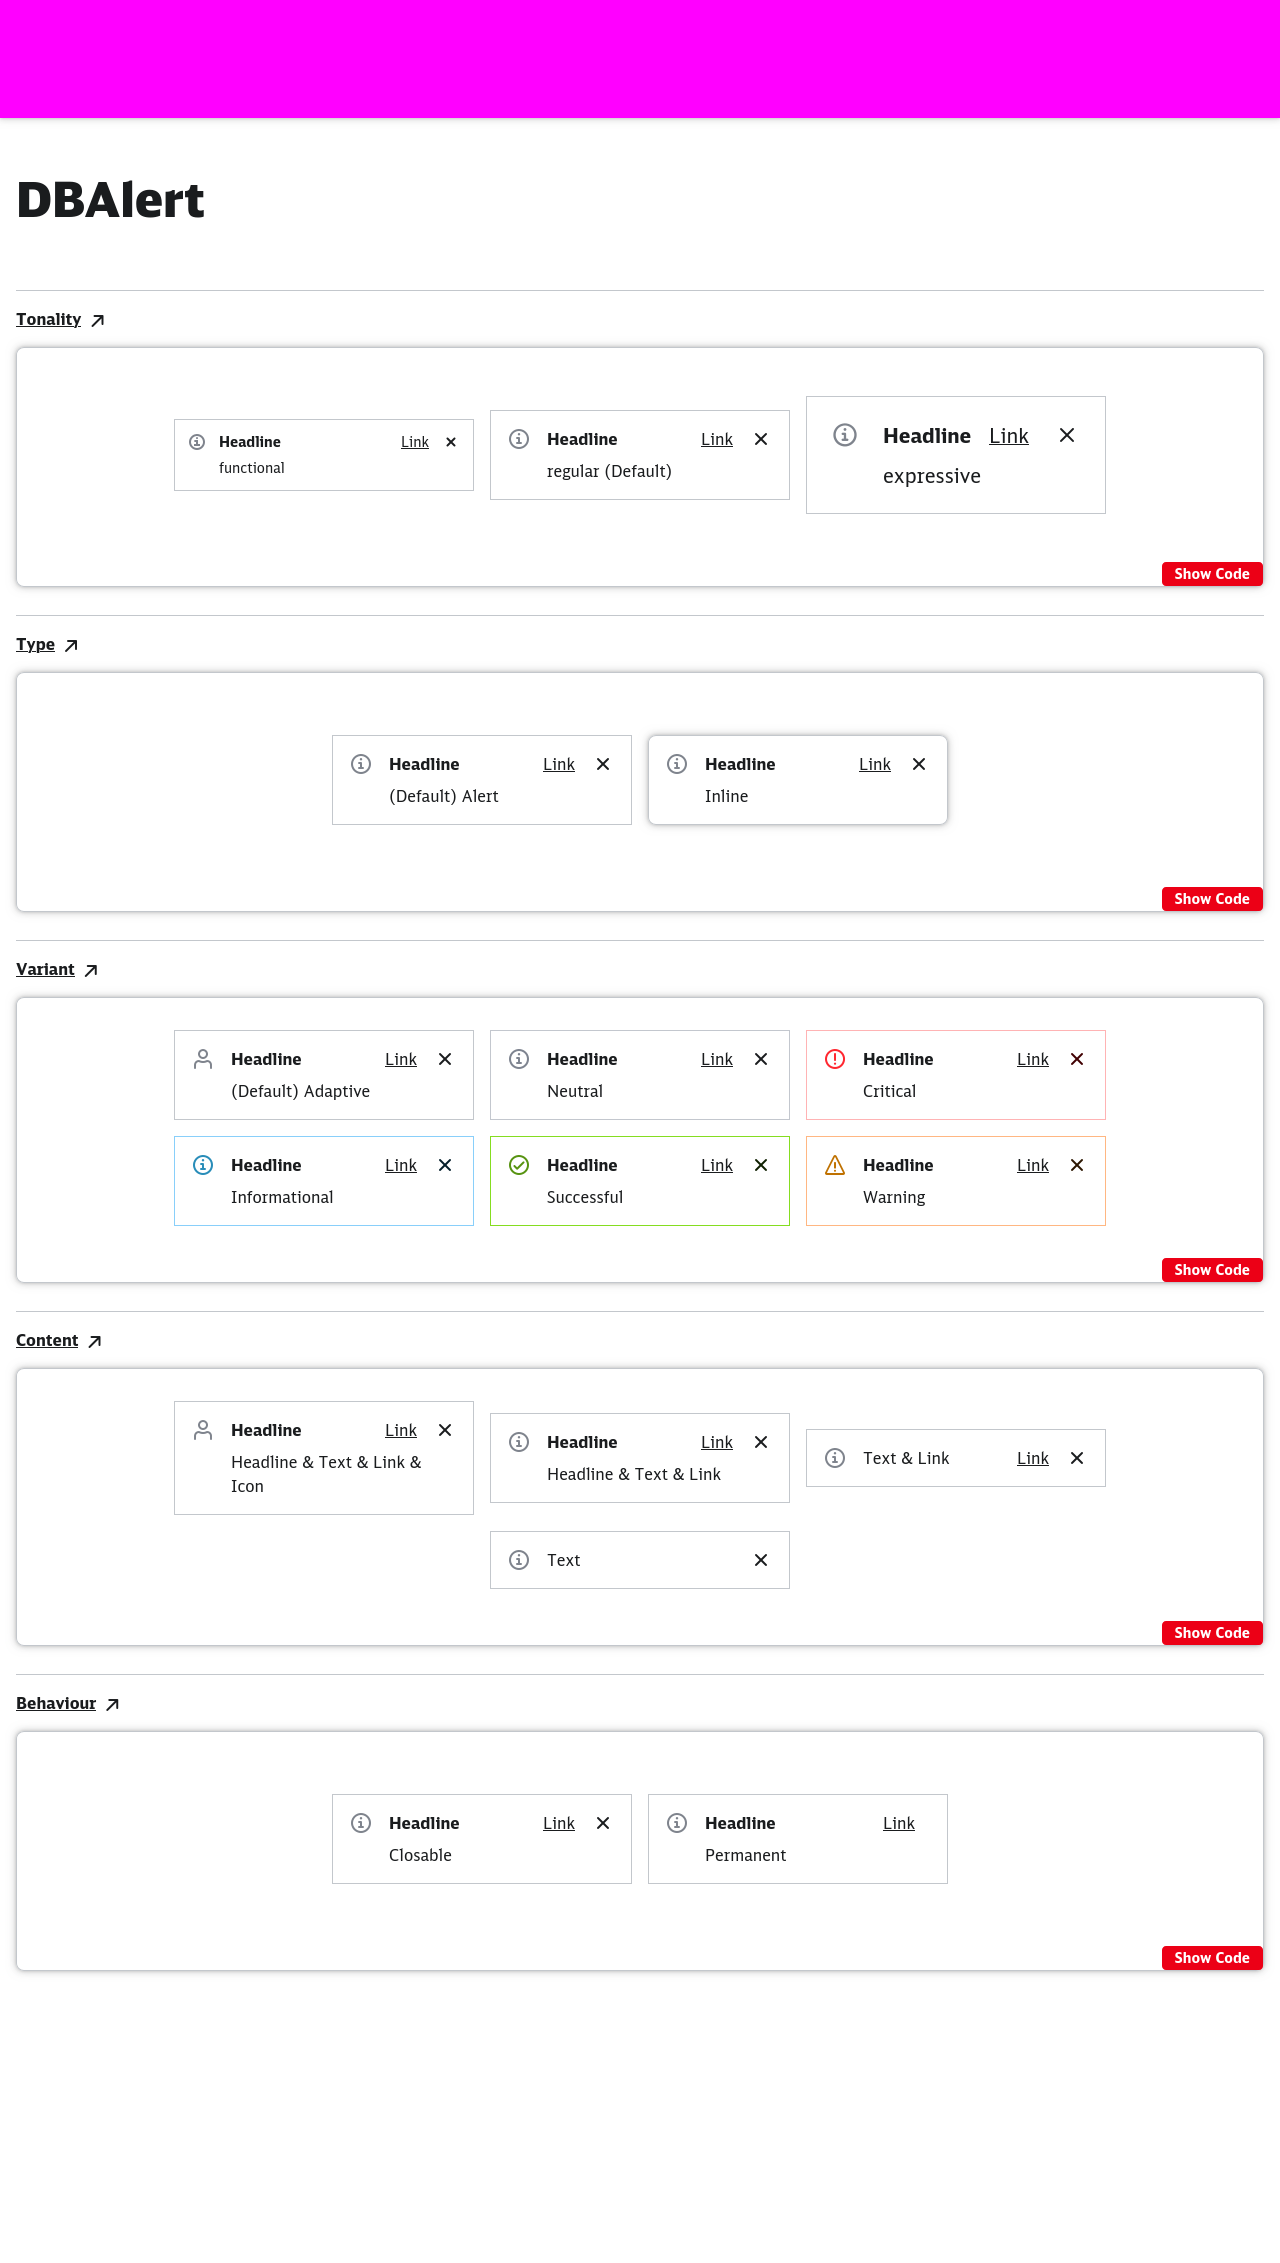 DBAlert
Tonality
Headline Link
functional
Headline Link
regular (Default)
Headline Link
expressive
Show Code
Type
Headline Link
(Default) Alert
Headline Link
Inline
Show Code
Variant
Headline Link
(Default) Adaptive
Headline Link
Neutral
Headline Link
Critical
Headline Link
Informational
Headline Link
Successful
Headline Link
Warning
Show Code
Content
Headline Link
Headline & Text & Link &
Icon
Headline Link
Headline & Text & Link
Text & Link Link
Text
Show Code
Behaviour
Headline Link
Closable
Headline Link
Permanent
Show Code